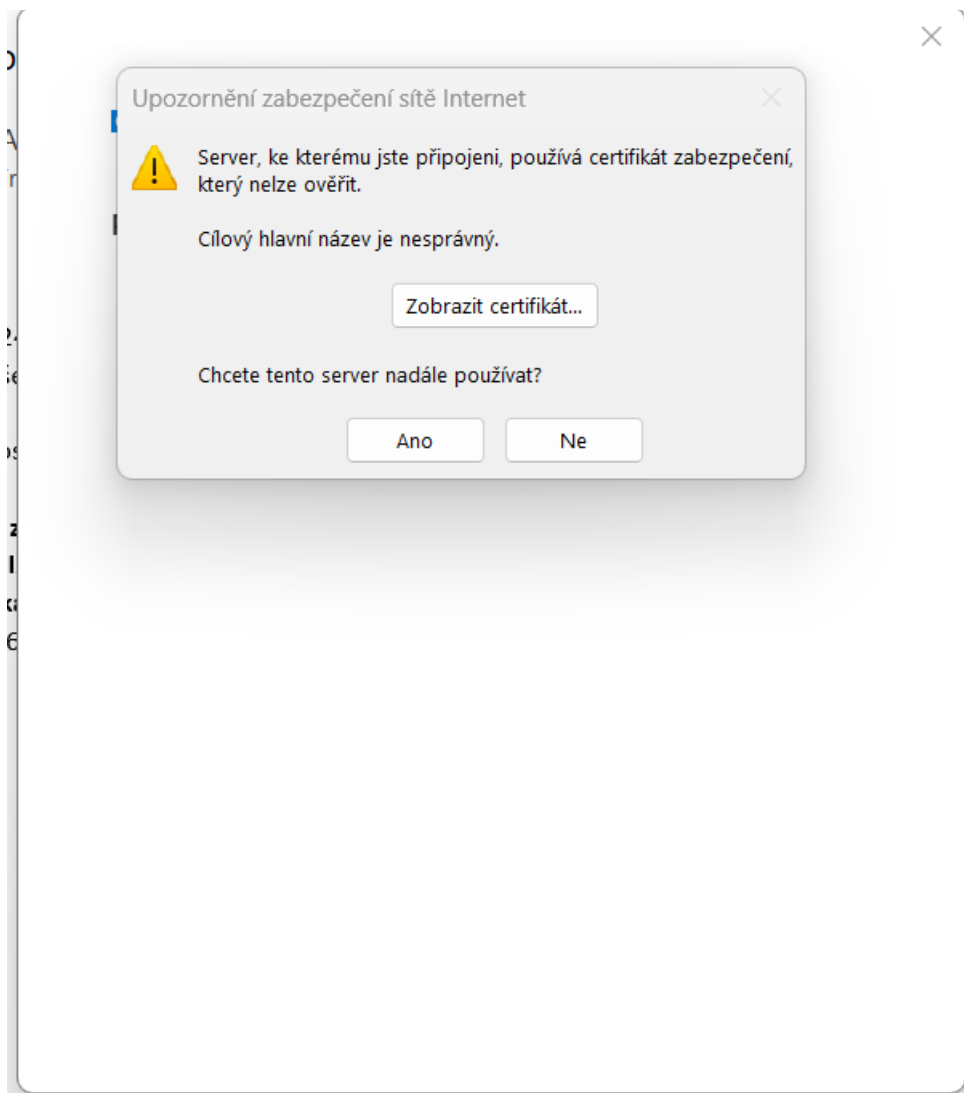 Upozornění zabezpečení sítě Internet
Server, ke kterému jste připojeni, používá certifikát zabezpečení,
který nelze ověřit.
Cílový hlavní název je nesprávný.
Zobrazit certifikát...
Chcete tento server nadále používat?
Ano
Ne